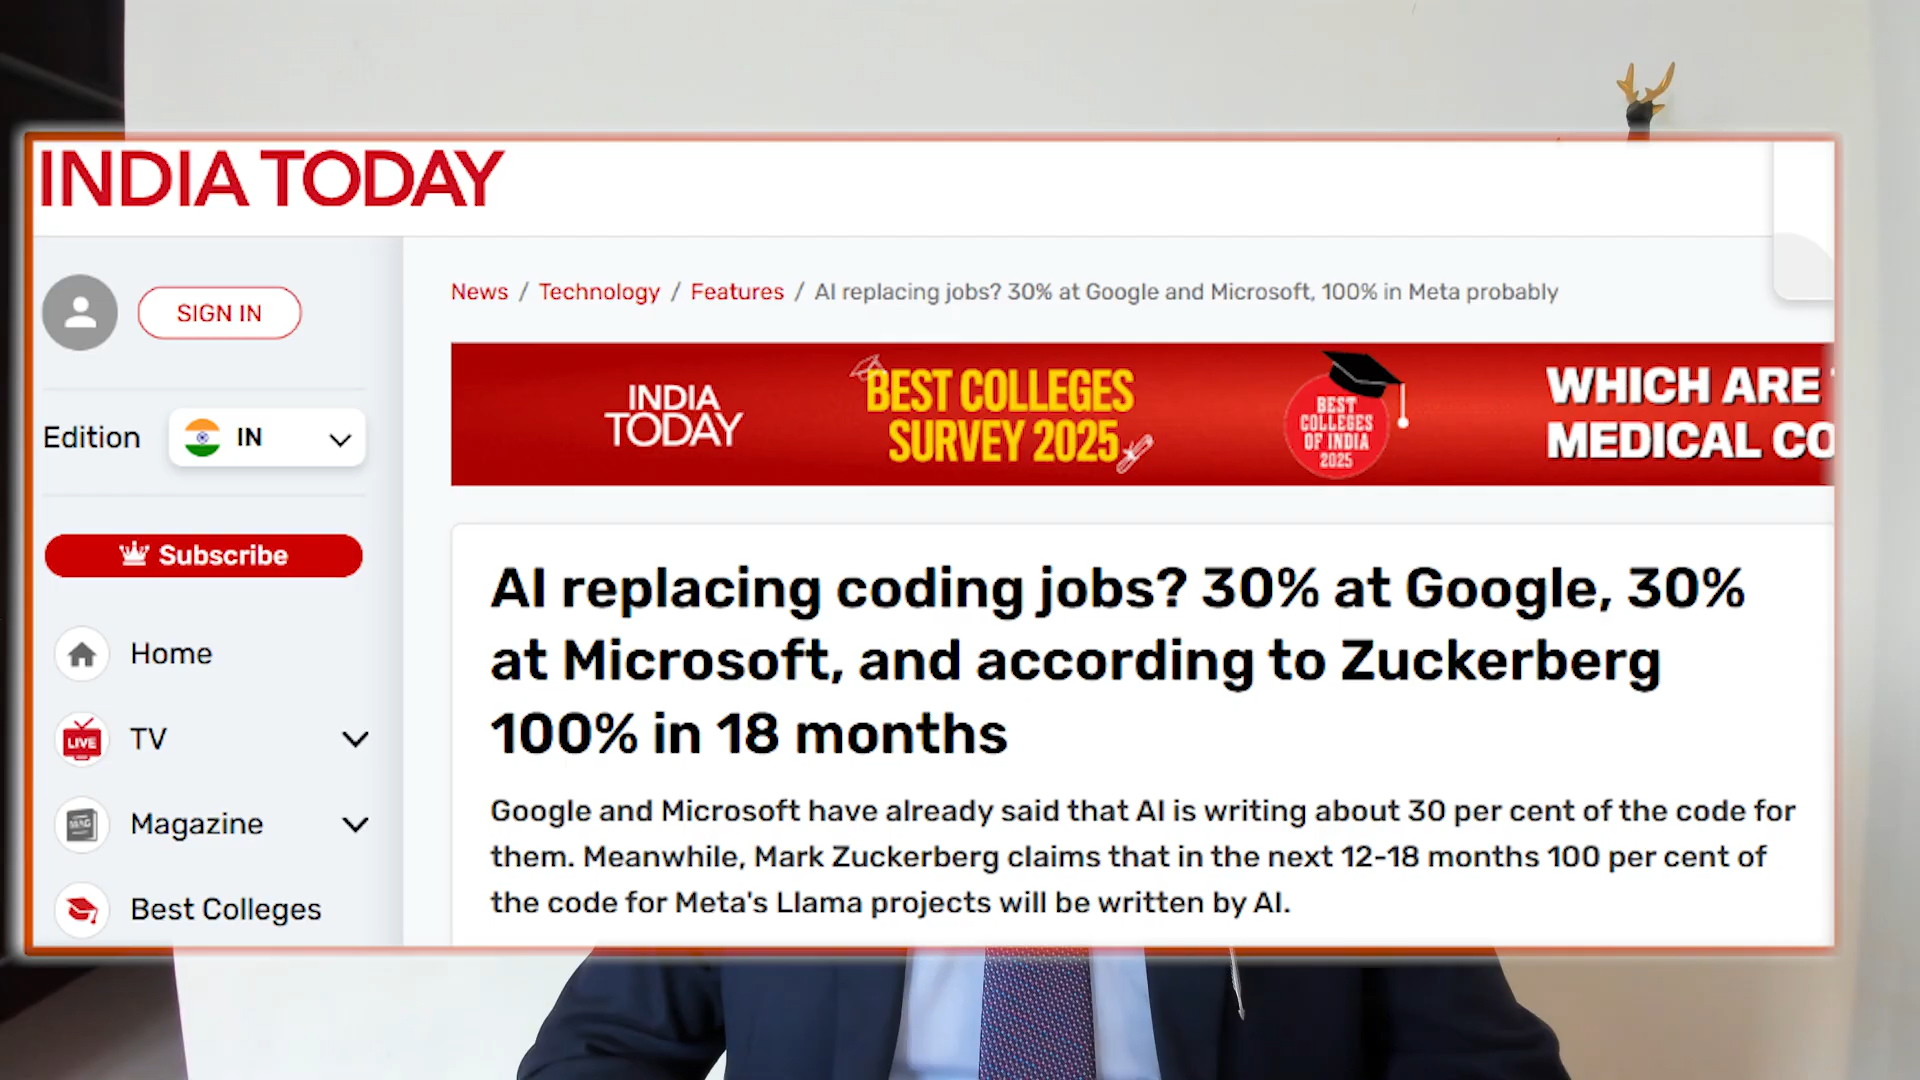 INDIA TODAY
SIGN IN
Edition
IN
Subscribe
Home
LIVE
TV
MAG
Magazine
Best Colleges
News / Technology / Features / AI replacing jobs? 30% at Google and Microsoft, 100% in Meta probably
INDIA
TODAY
BEST COLLEGES
SURVEY 2025
BEST
COLLEGES
OF INDIA
2025
WHICH ARE
MEDICAL CO
AI replacing coding jobs? 30% at Google, 30%
at Microsoft, and according to Zuckerberg
100% in 18 months
Google and Microsoft have already said that AI is writing about 30 per cent of the code for
them. Meanwhile, Mark Zuckerberg claims that in the next 12-18 months 100 per cent of
the code for Meta's Llama projects will be written by AI.